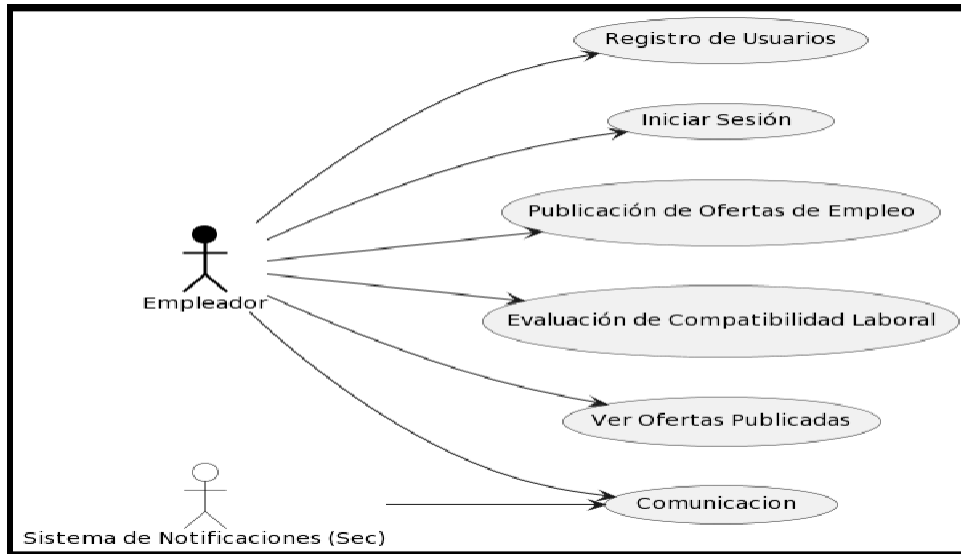 Registro de Usuarios
Iniciar Sesión
Publicación de Ofertas de Empleo
Empleador
Evaluación de Compatibilidad Laboral
Ver Ofertas Publicadas
Comunicacion
Sistema de Notificaciones (Sec)